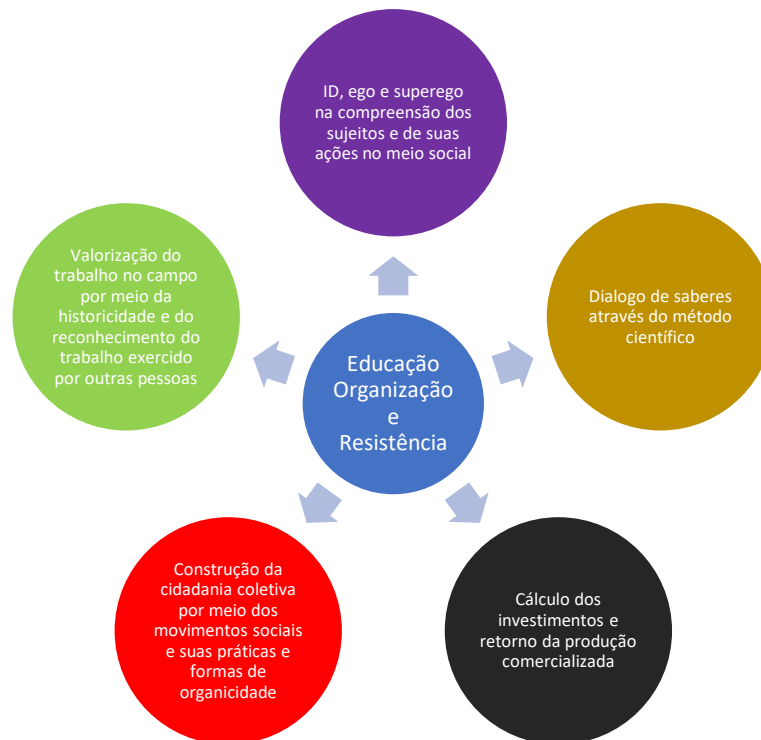 ID, ego e superego
na compreensão dos
sujeitos e de suas
ações no meio social
Valorização do
trabalho no campo
por meio da
historicidade e do
reconhecimento do
trabalho exercido
por outras pessoas
Dialogo de saberes
através do método
científico
Educação
Organização
e
Resistência
Construção da
cidadania coletiva
por meio dos
movimentos sociais
e suas práticas e
formas de
organicidade
Cálculo dos
investimentos e
retorno da produção
comercializada